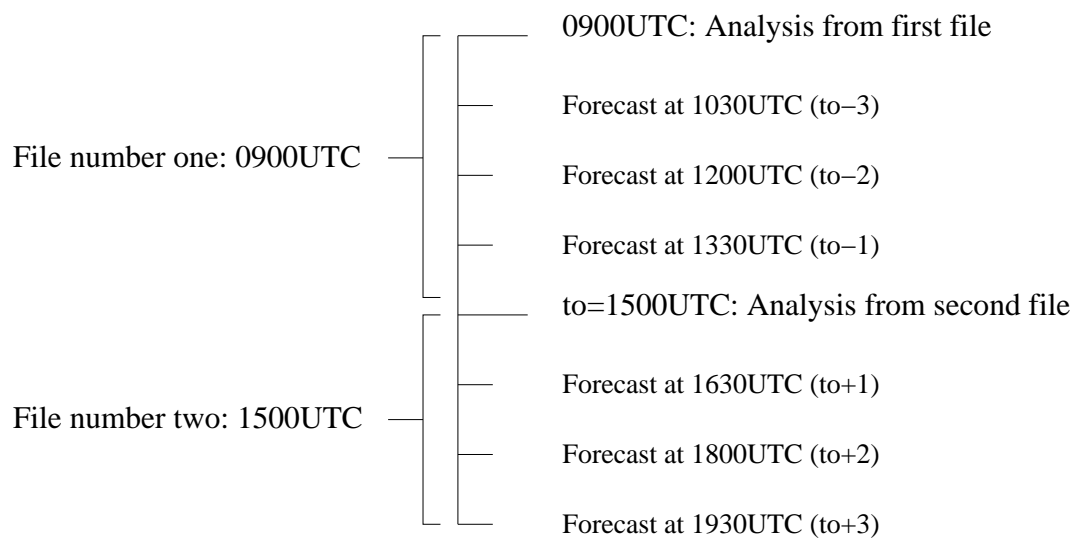 0900UTC: Analysis from first file
Forecast at 1030UTC (to−3)
File number one: 0900UTC
Forecast at 1200UTC (to−2)
Forecast at 1330UTC (to−1)
to=1500UTC: Analysis from second file
Forecast at 1630UTC (to+1)
File number two: 1500UTC
Forecast at 1800UTC (to+2)
Forecast at 1930UTC (to+3)